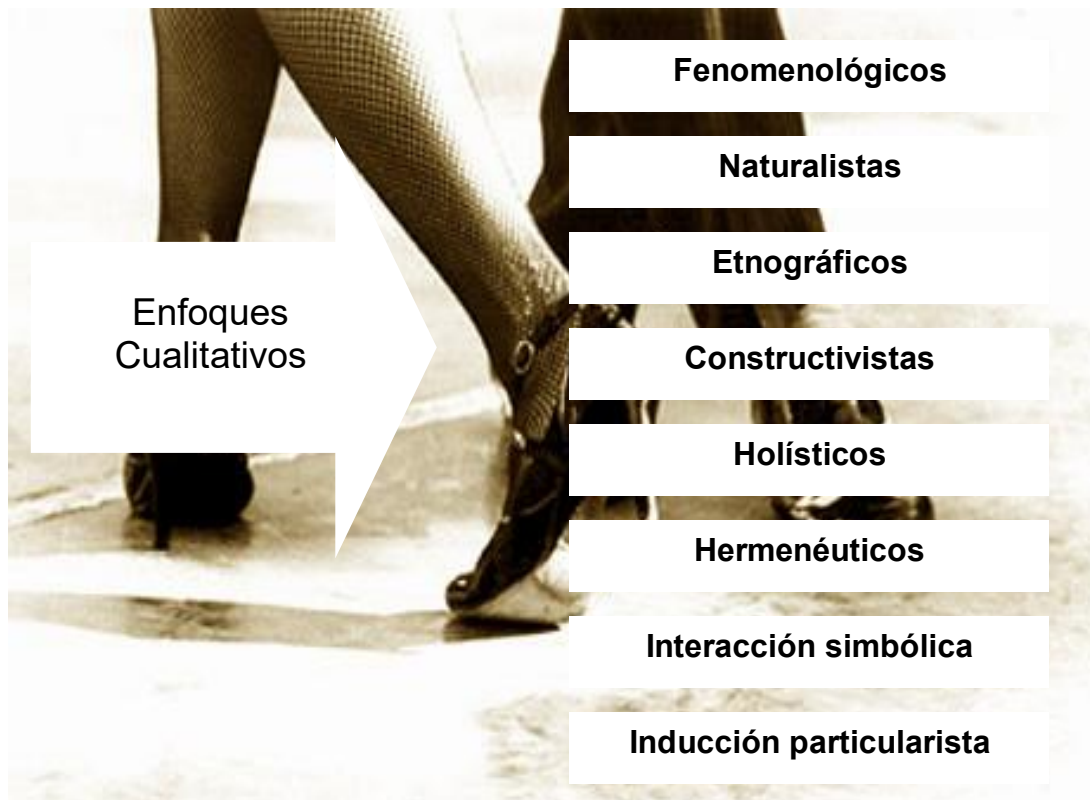 Enfoques
Cualitativos
Fenomenológicos
Naturalistas
Etnográficos
Constructivistas
Holísticos
Hermenéuticos
Interacción simbólica
Inducción particularista